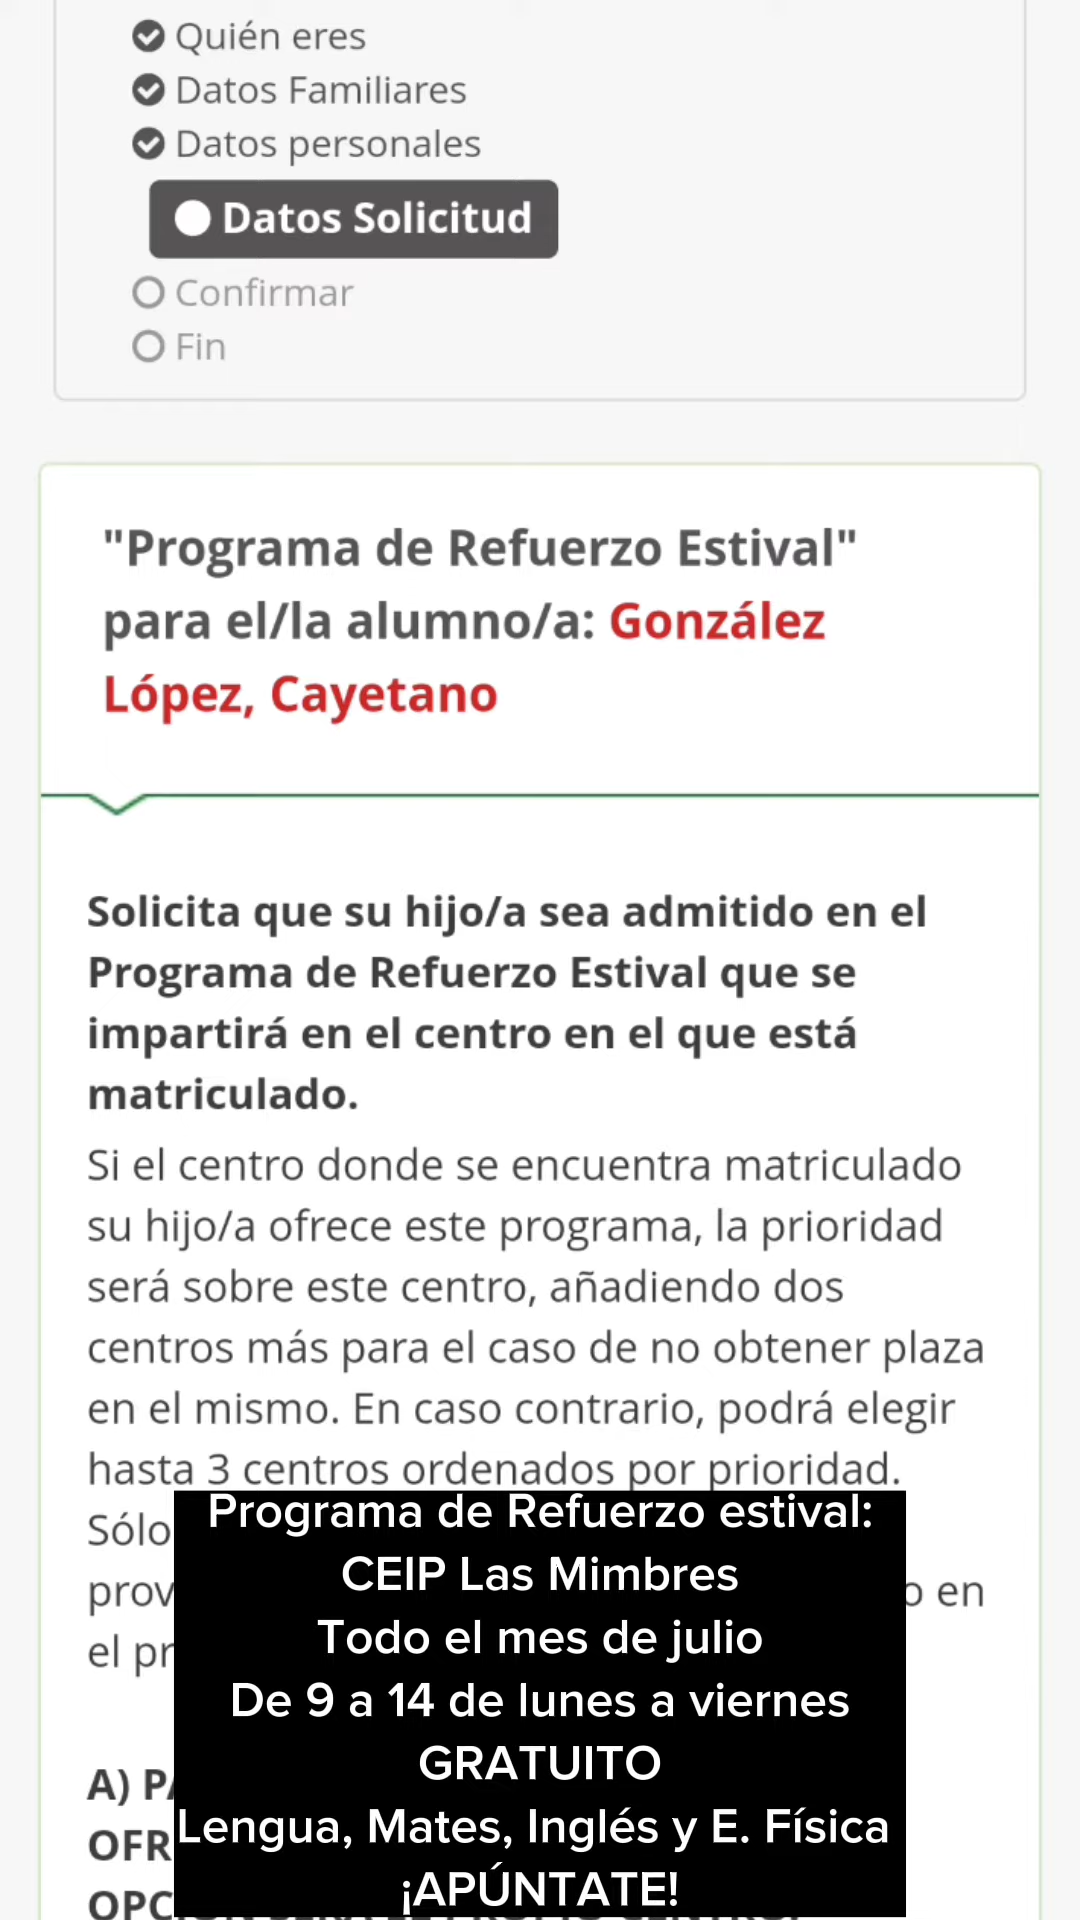 Quién eres
Datos Familiares
Datos personales
Datos Solicitud
Confirmar
Fin
"Programa de Refuerzo Estival"
para el/la alumno/a: González
López, Cayetano
Solicita que su hijo/a sea admitido en el
Programa de Refuerzo Estival que se
impartirá en el centro en el que está
matriculado.
Si el centro donde se encuentra matriculado
su hijo/a ofrece este programa, la prioridad
será sobre este centro, añadiendo dos
centros más para el caso de no obtener plaza
en el mismo. En caso contrario, podrá elegir
hasta 3 centros ordenados por prioridad.
Sólo
en
el
A)
Programa de Refuerzo estival:
CEIP Las Mimbres
Todo el mes de julio
De 9 a 14 de lunes a viernes
GRATUITO
Lengua, Mates, Inglés y E. Física
¡APÚNTATE!